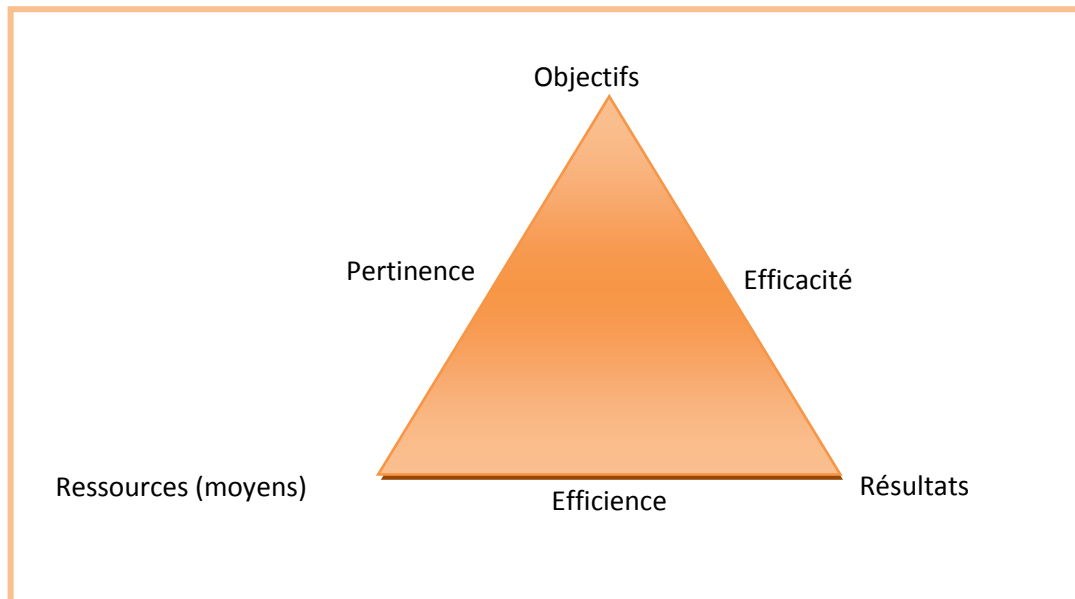 Objectifs
Pertinence
Efficacité
Ressources (moyens)
Résultats
Efficience